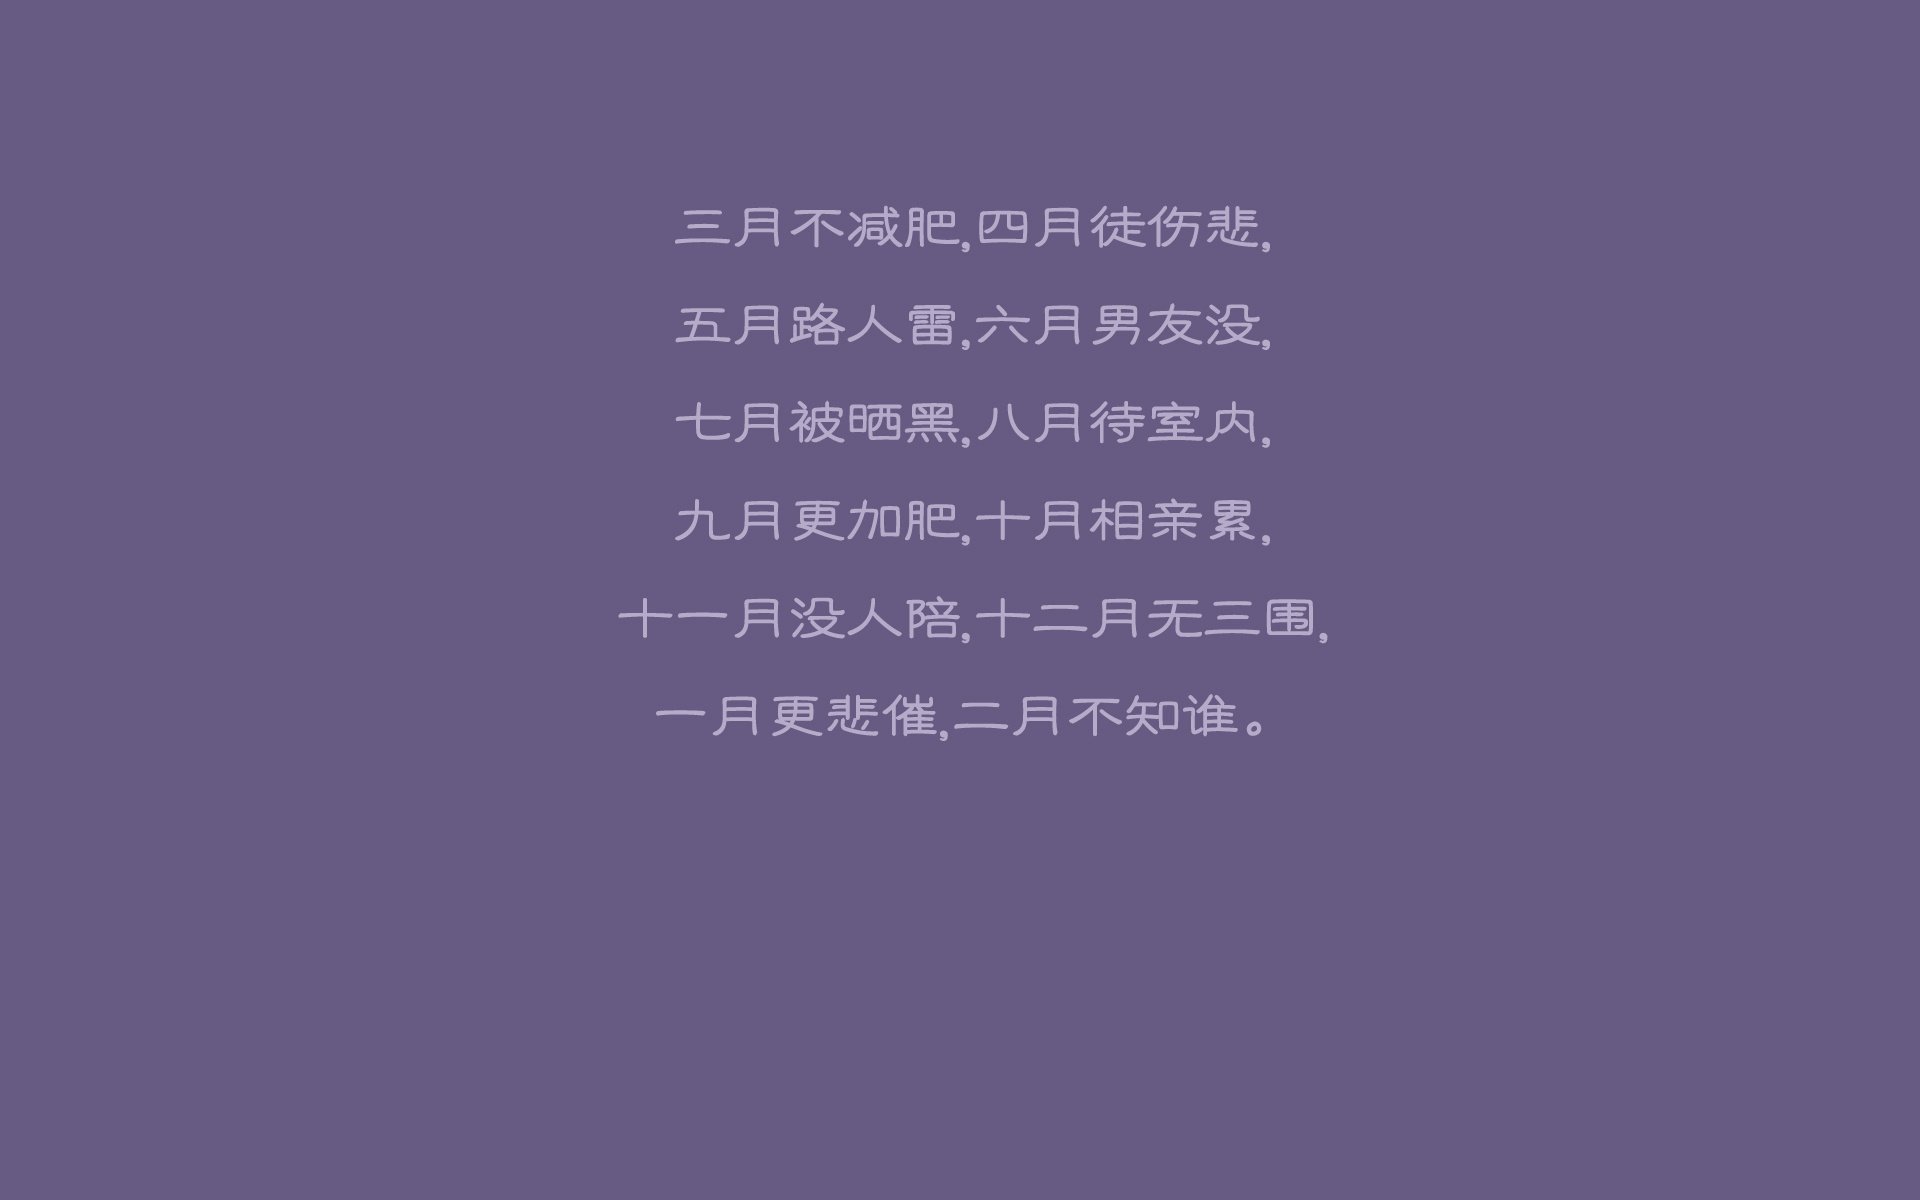 三月不减肥,四月徒伤悲,
五月路人雷,六月男友没,
七月被晒黑,八月待室内,
九月更加肥,十月相亲累,
十一月没人陪,十二月无三围,
一月更悲催,二月不知谁。